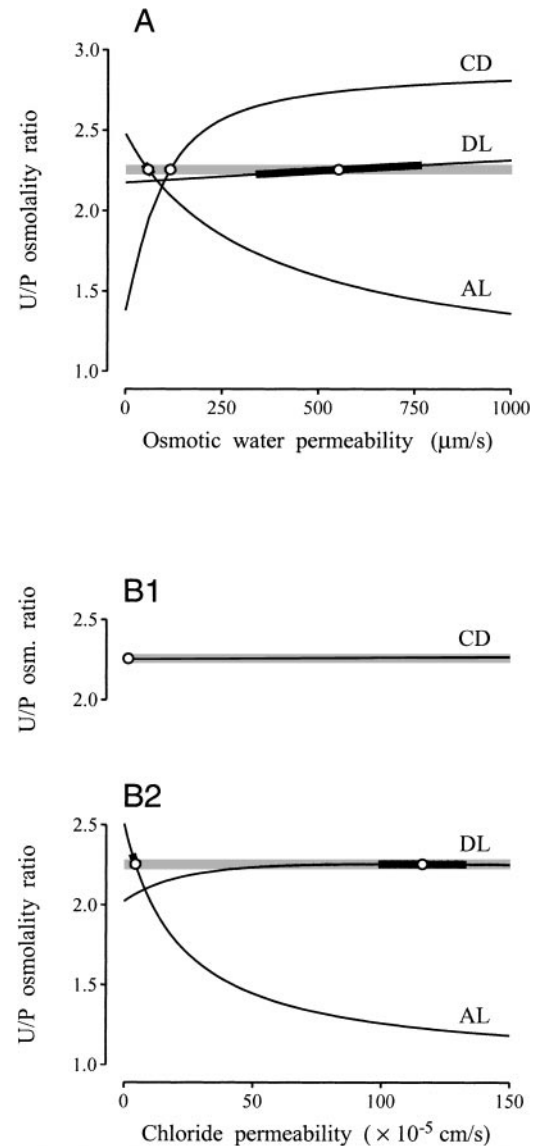 A
3.0
CD
2.5
DL
2.0
1.5
AL
1.0
U/P osmolality ratio
0 250 500 750 1000
Osmotic water permeability (μm/s)
B1
2.5
CD
2.0
U/P osm. ratio
B2
2.5
DL
2.0
1.5
AL
1.0
U/P osmolality ratio
0 50 100 150
Chloride permeability ( × 10⁻⁵ cm/s)